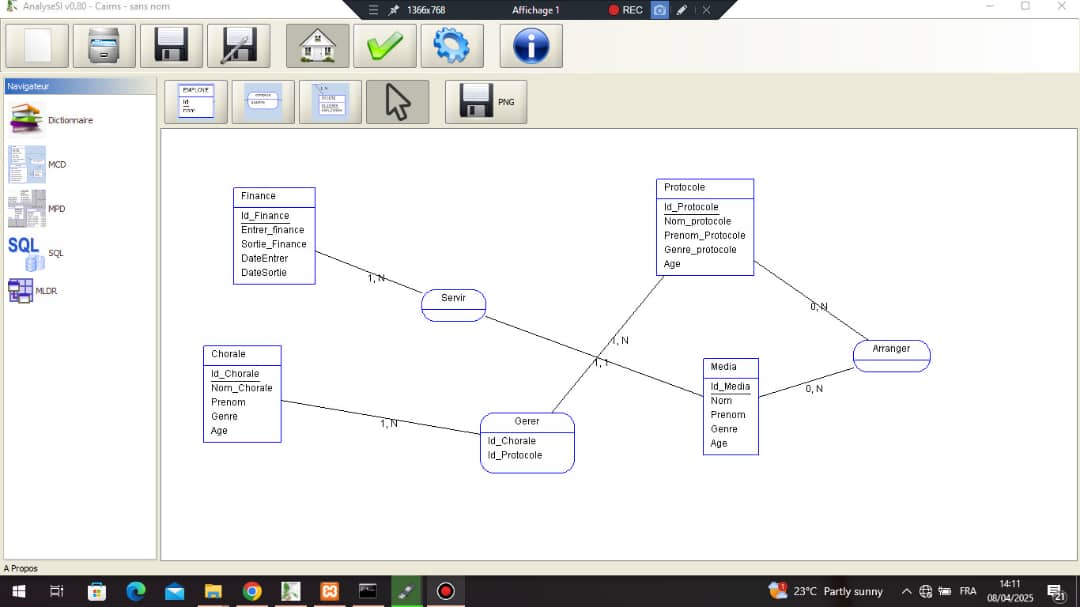 AnalyseSI v0.80 - Cairns - sans nom
1366x768
Affichage 1
REC
Navigateur
EMPLOYE
PNG
Dictionnaire
MCD
MPD
SQL
SQL
MLDR
Finance
Id_Finance
Entrer_finance
Sortie_Finance
DateEntrer
DateSortie
Protocole
Id_Protocole
Nom_protocole
Prenom_Protocole
Genre_protocole
Age
1, N
Servir
0, N
1, N
1, 1
Arranger
Chorale
Id_Chorale
Nom_Chorale
Prenom
Genre
Age
Media
Id_Media
Nom
Prenom
Genre
Age
0, N
1, N
Gerer
Id_Chorale
Id_Protocole
A Propos
23°C Partly sunny
FRA
14:11
08/04/2025
21